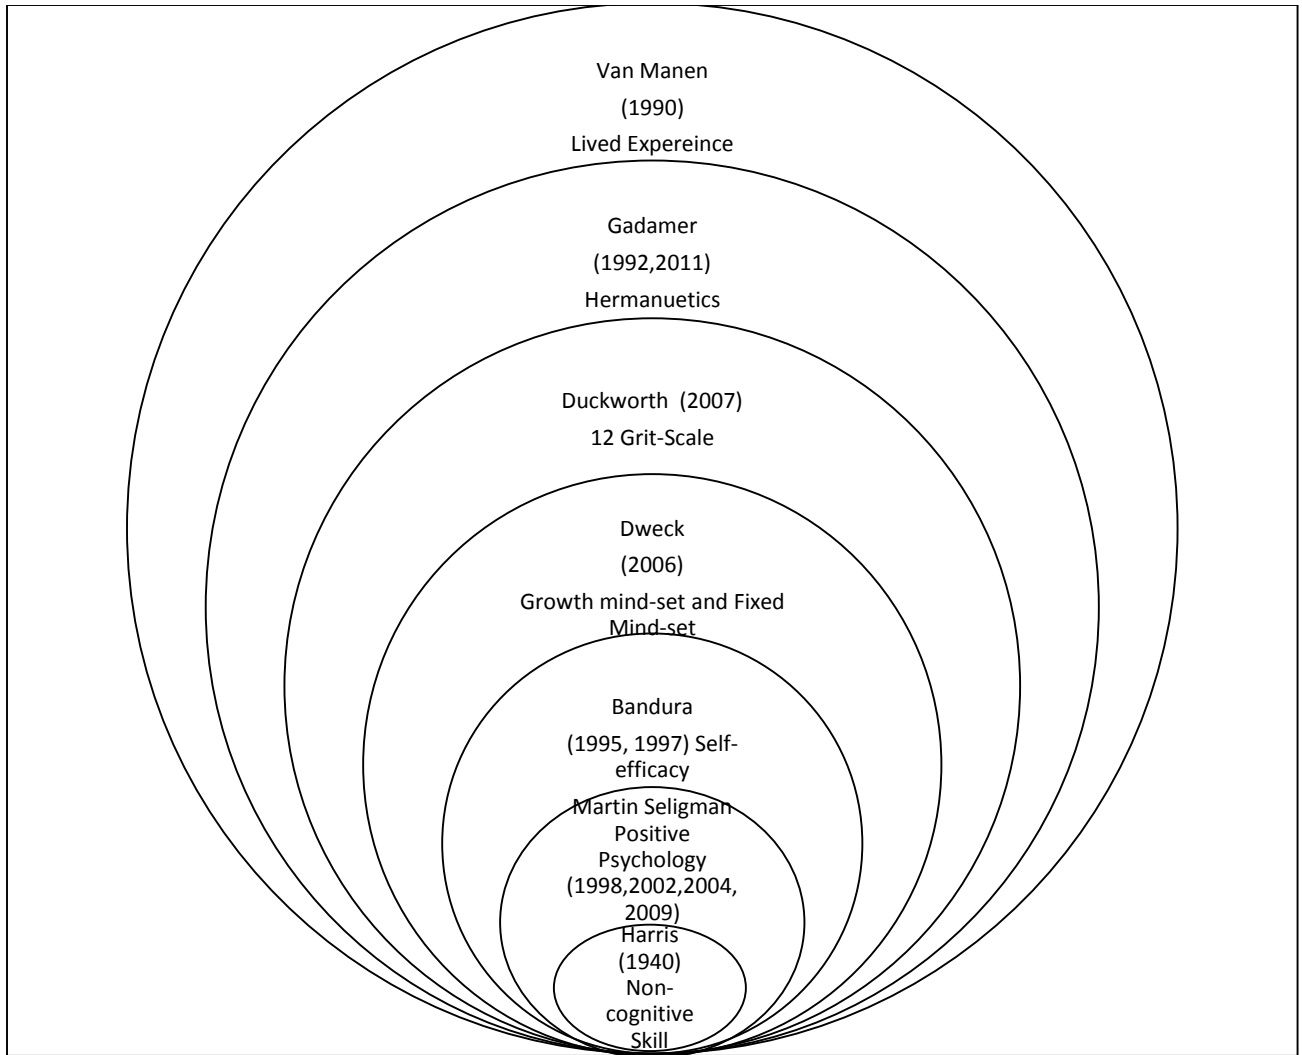 Van Manen
(1990)
Lived Expereince
Gadamer
(1992,2011)
Hermanuetics
Duckworth (2007)
12 Grit-Scale
Dweck
(2006)
Growth mind-set and Fixed
Mind-set
Bandura
(1995, 1997) Self-
efficacy
Martin Seligman
Positive
Psychology
(1998,2002,2004,
2009)
Harris
(1940)
Non-
cognitive
Skill